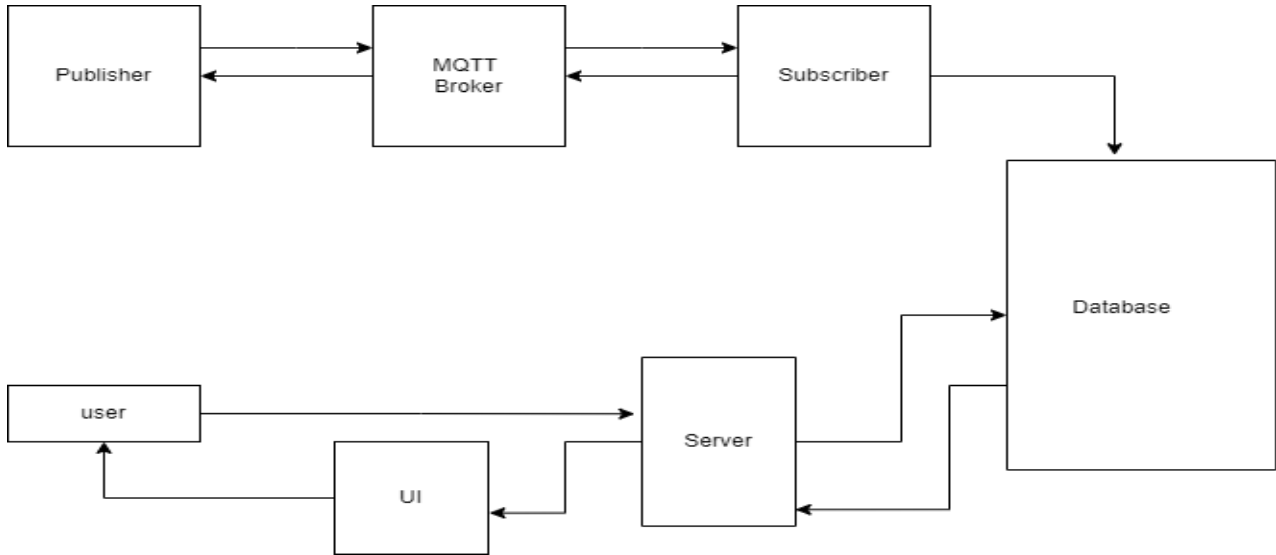 Publisher
MQTT
Broker
Subscriber
Database
user
Server
UI